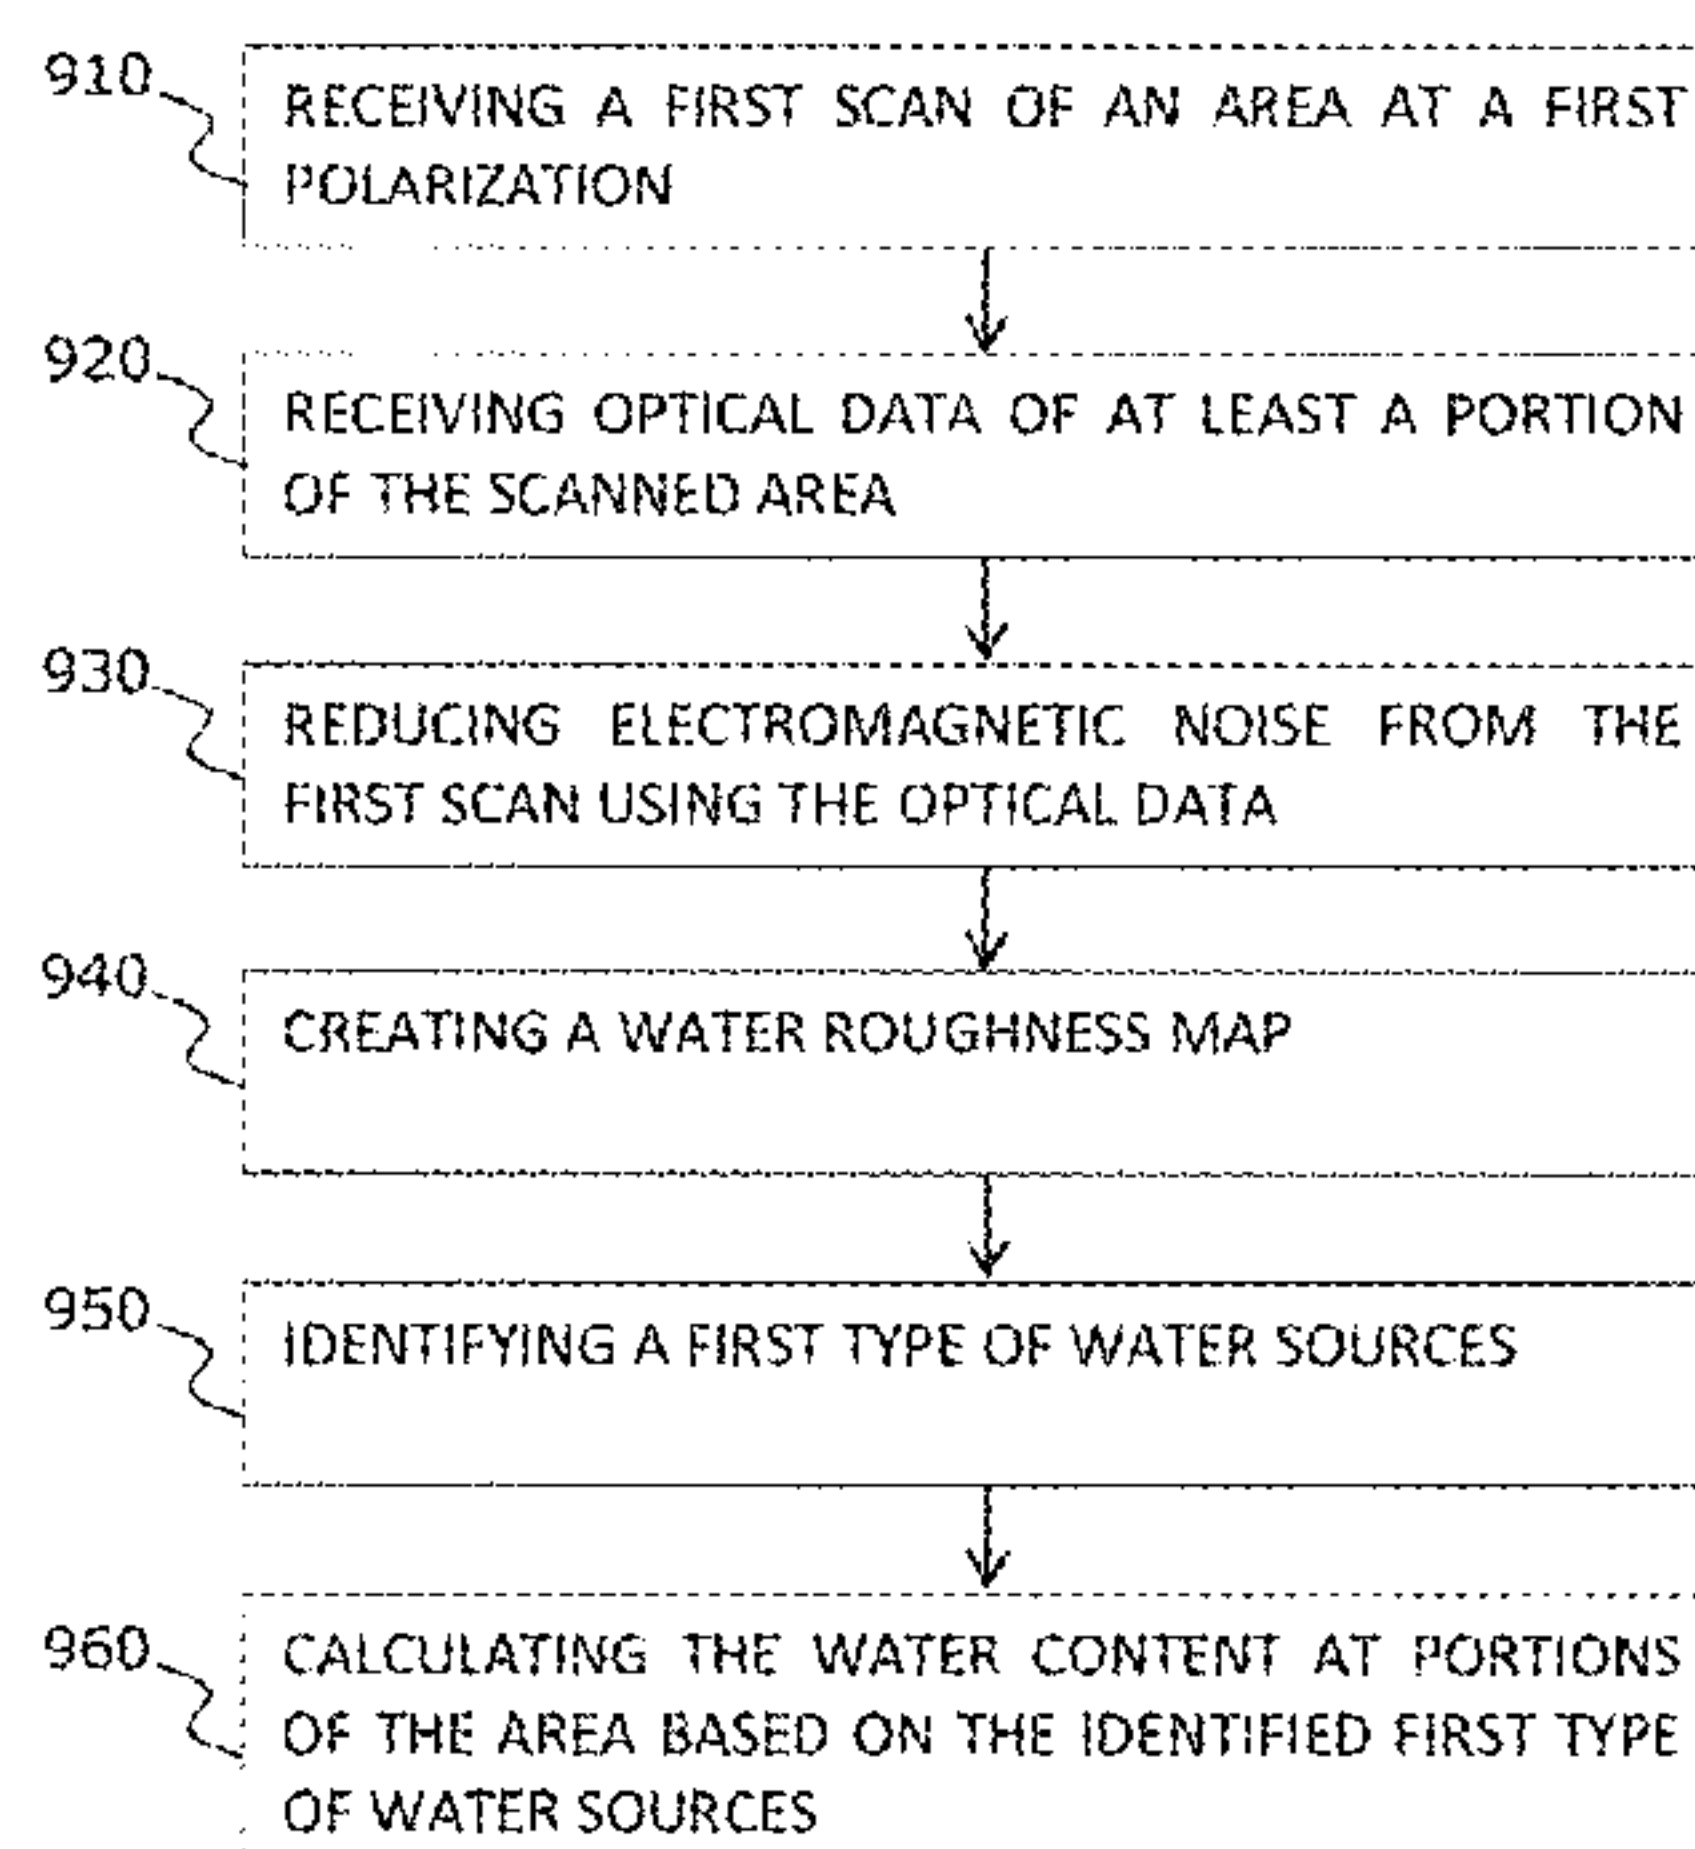 910
RECEIVING A FIRST SCAN OF AN AREA AT A FIRST
POLARIZATION
920
RECEIVING OPTICAL DATA OF AT LEAST A PORTION
OF THE SCANNED AREA
930
REDUCING ELECTROMAGNETIC NOISE FROM THE
FIRST SCAN USING THE OPTICAL DATA
940
CREATING A WATER ROUGHNESS MAP
950
IDENTIFYING A FIRST TYPE OF WATER SOURCES
960
CALCULATING THE WATER CONTENT AT PORTIONS
OF THE AREA BASED ON THE IDENTIFIED FIRST TYPE
OF WATER SOURCES